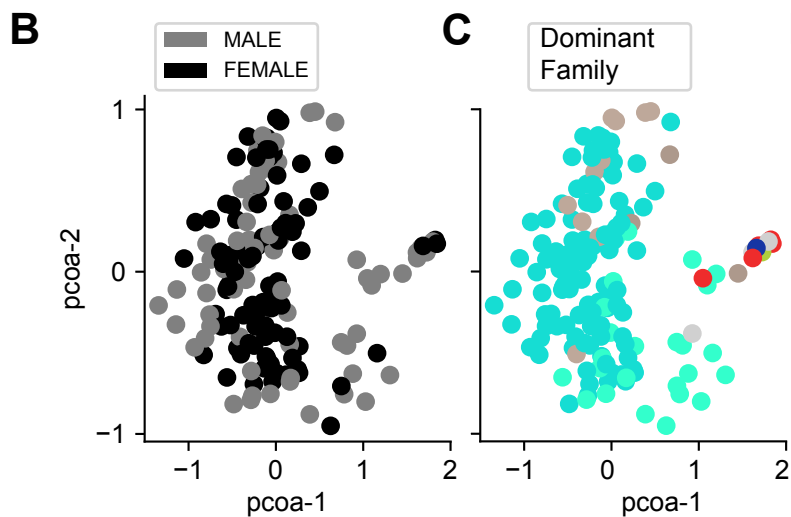 B
MALE
FEMALE
C
Dominant
Family
1
0
−1
pcoa-2
−1
0
1
2
pcoa-1
−1
0
1
2
pcoa-1